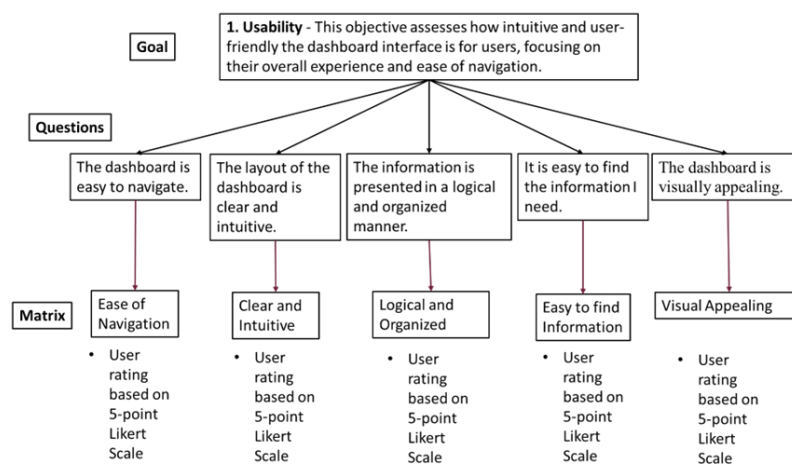 Goal
1. Usability - This objective assesses how intuitive and user-
friendly the dashboard interface is for users, focusing on
their overall experience and ease of navigation.
Questions
The dashboard is
easy to navigate.
The layout of the
dashboard is
clear and
intuitive.
The information is
presented in a logical
and organized
manner.
It is easy to find
the information I
need.
The dashboard is
visually appealing.
Matrix
Ease of
Navigation
Clear and
Intuitive
Logical and
Organized
Easy to find
Information
Visual Appealing
• User
rating
based on
5-point
Likert
Scale
• User
rating
based on
5-point
Likert
Scale
• User
rating
based on
5-point
Likert
Scale
• User
rating
based on
5-point
Likert
Scale
• User
rating
based on
5-point
Likert
Scale